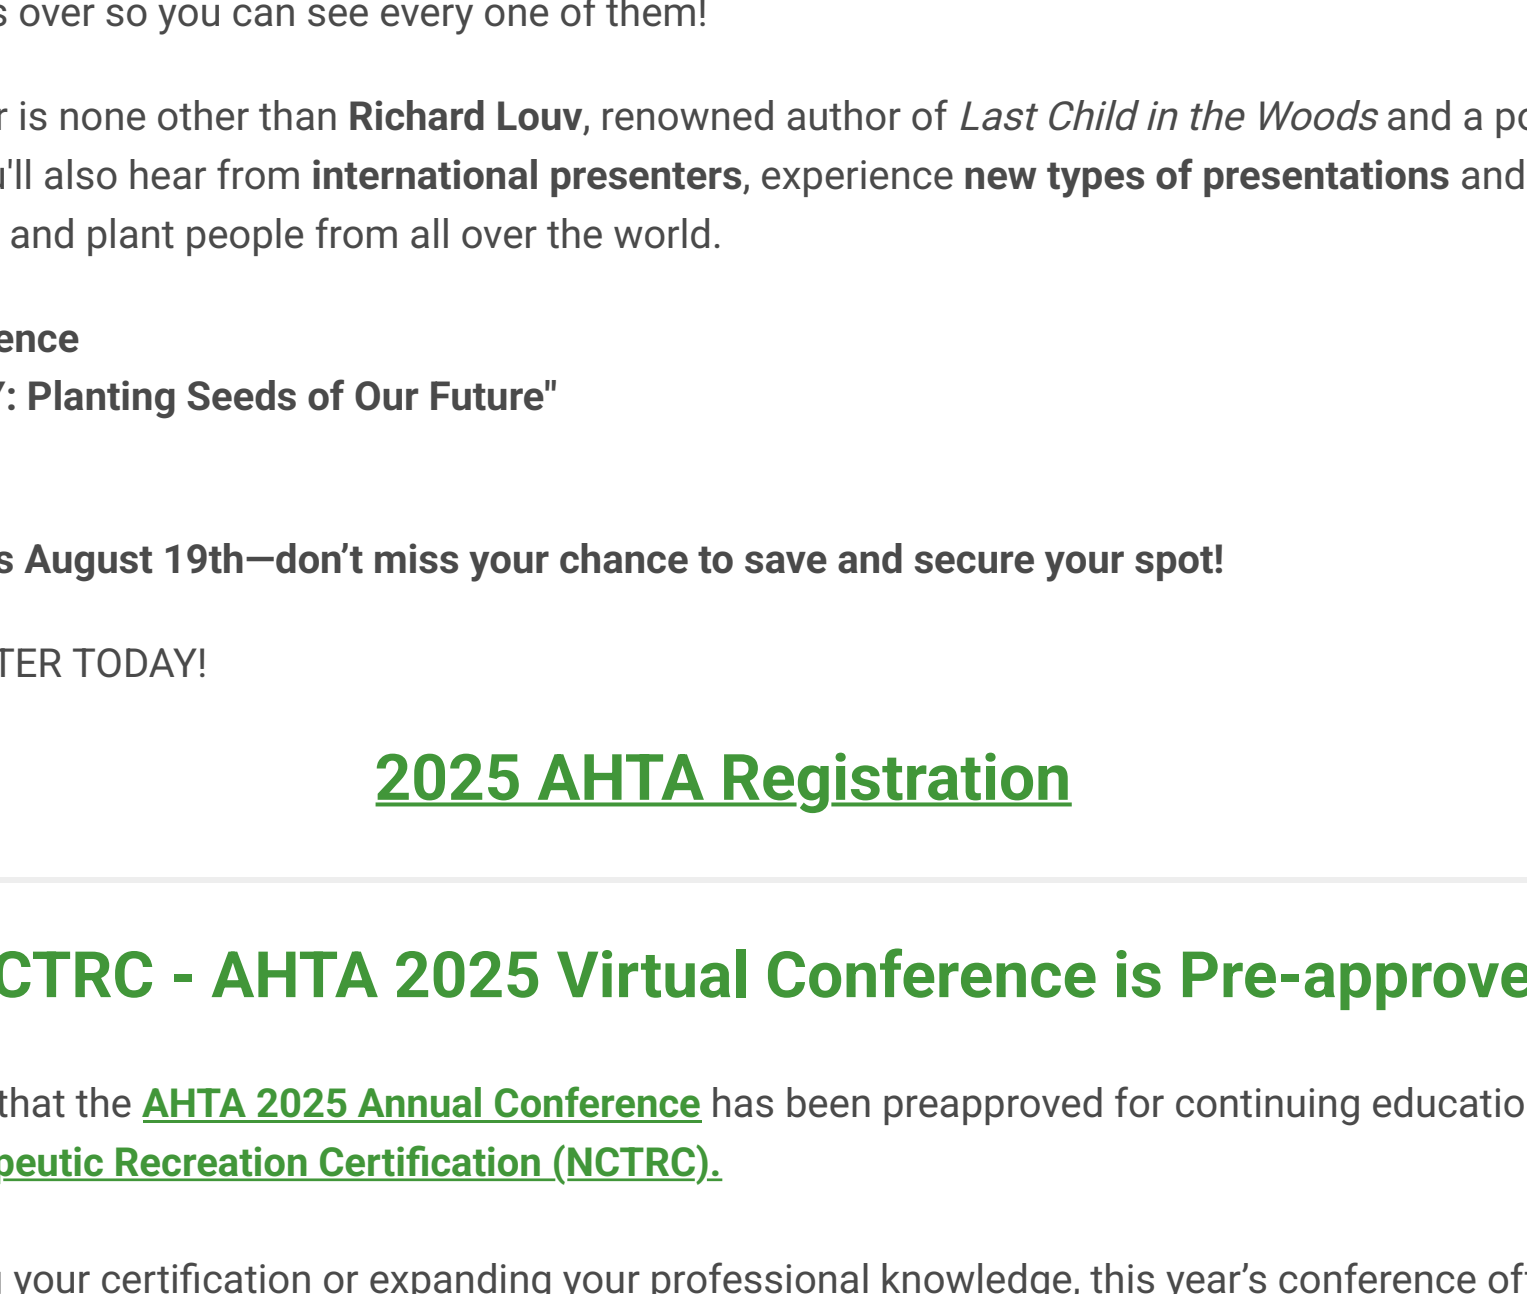 s over so you can see every one of them!
r is none other than Richard Louv, renowned author of Last Child in the Woods and a po
u'll also hear from international presenters, experience new types of presentations and
and plant people from all over the world.
ence
Y: Planting Seeds of Our Future"
s August 19th—don’t miss your chance to save and secure your spot!
TER TODAY!
2025 AHTA Registration
CTRC - AHTA 2025 Virtual Conference is Pre-approve
that the AHTA 2025 Annual Conference has been preapproved for continuing educatio
peutic Recreation Certification (NCTRC).
g your certification or expanding your professional knowledge, this year’s conference of